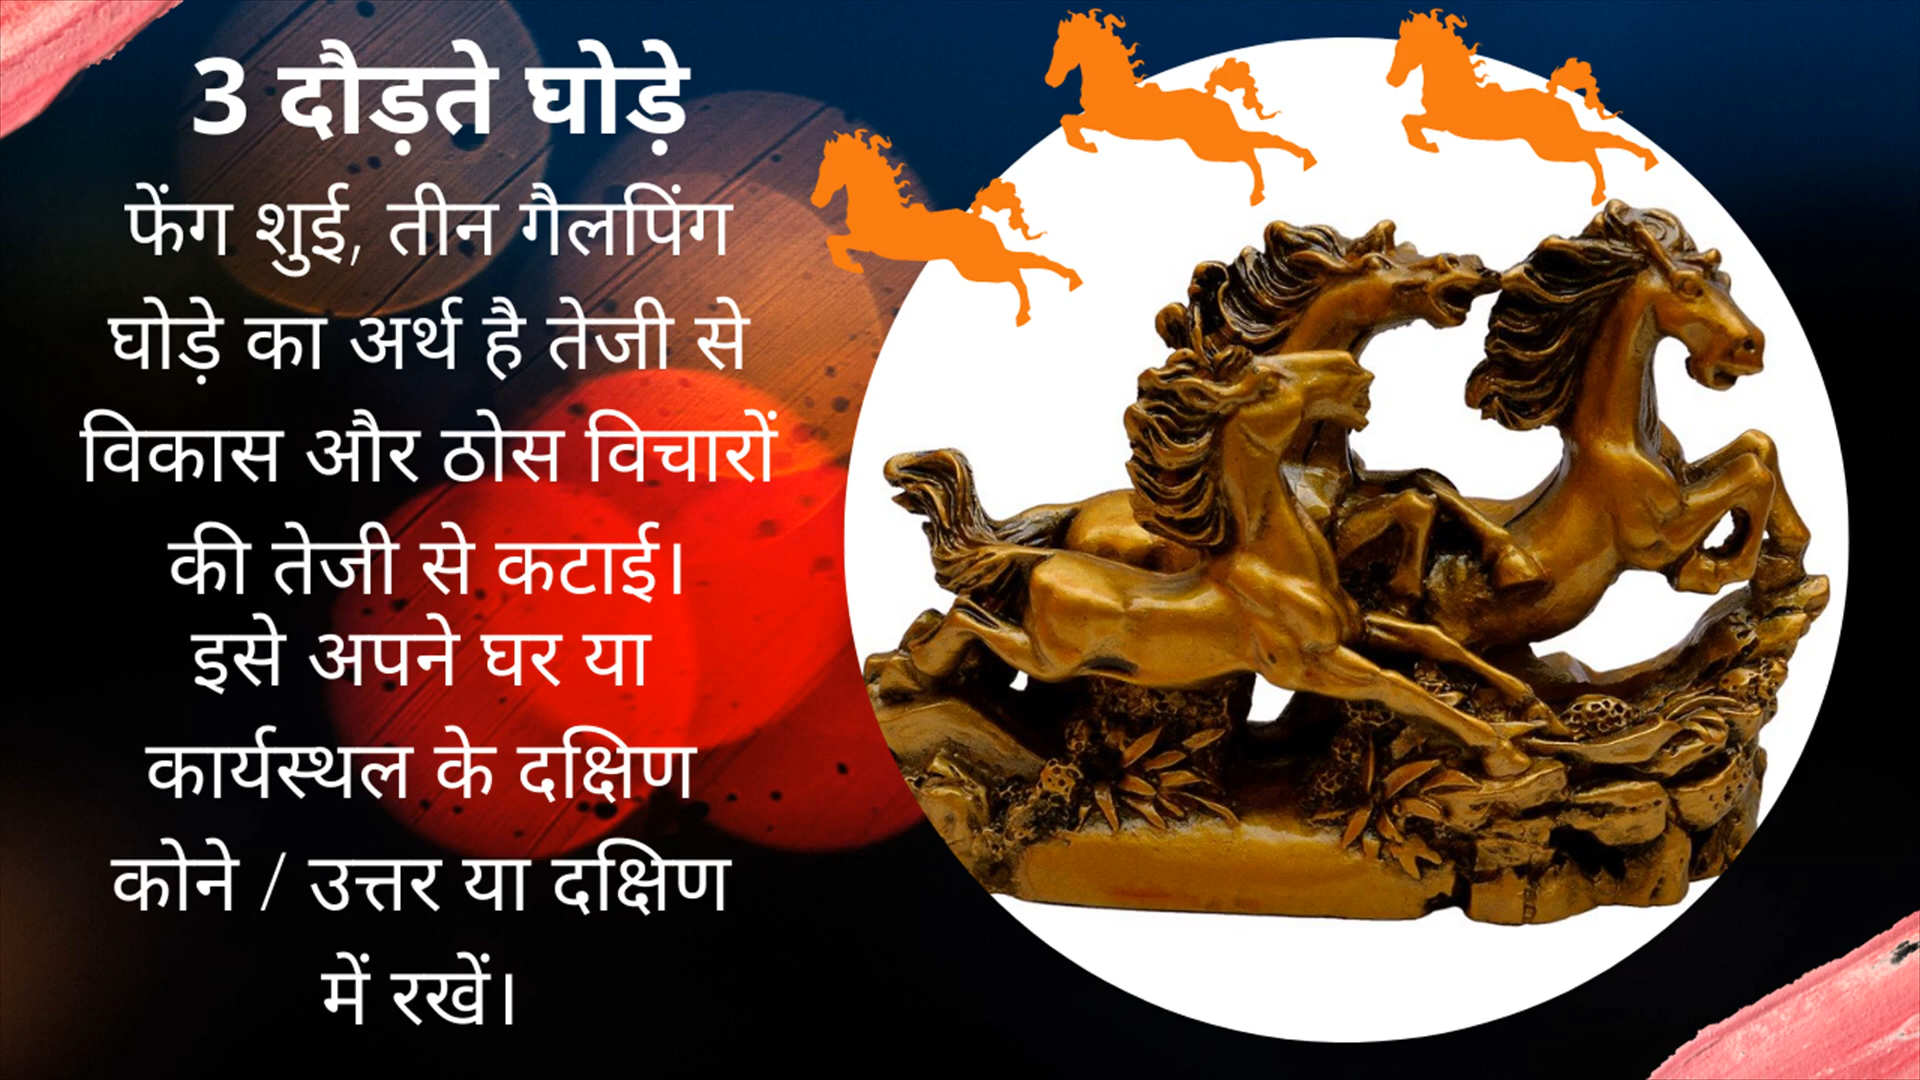 3 दौड़ते घोड़े
फेंग शुई, तीन गैलपिंग
घोड़े का अर्थ है तेजी से
विकास और ठोस विचारों
की तेजी से कटाई।
इसे अपने घर या
कार्यस्थल के दक्षिण
कोने / उत्तर या दक्षिण
में रखें।